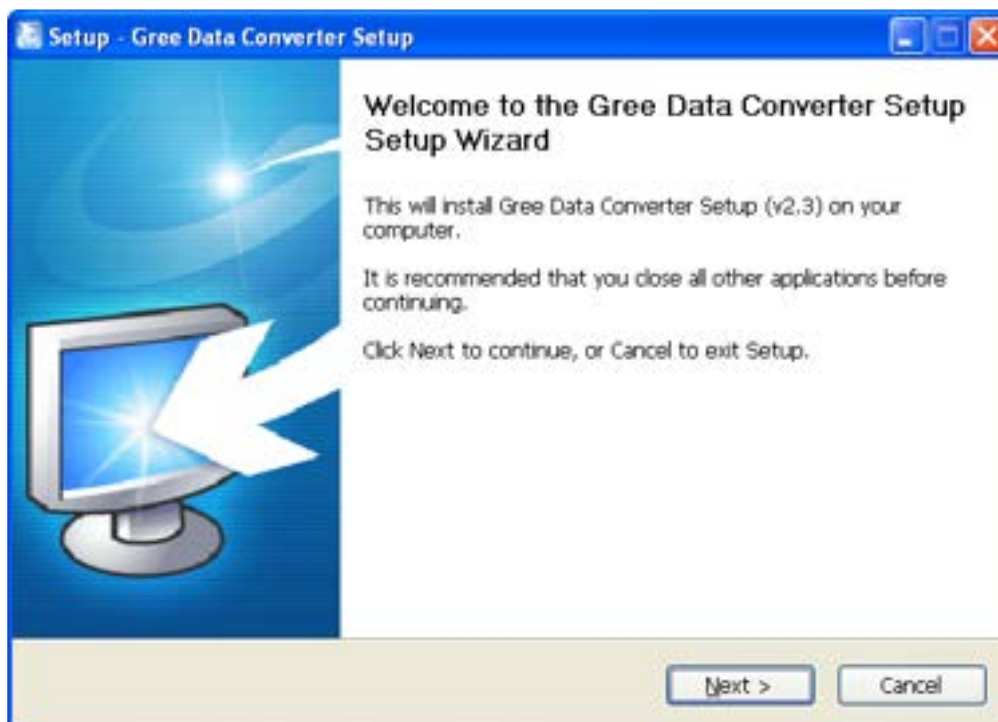 Setup - Gree Data Converter Setup
Welcome to the Gree Data Converter Setup
Setup Wizard
This will install Gree Data Converter Setup (v2.3) on your
computer.
It is recommended that you close all other applications before
continuing.
Click Next to continue, or Cancel to exit Setup.
Next >
Cancel